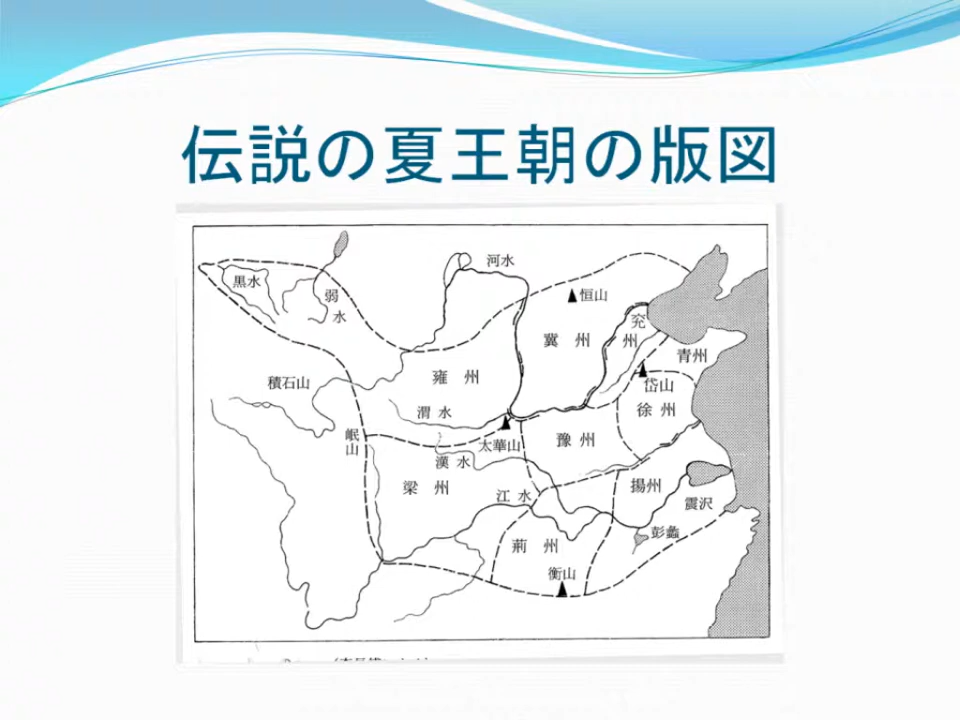 伝説の夏王朝の版図
河水
黒水
弱
水
恒山
兗
州
冀州
青州
雍州
積石山
岱山
徐州
渭水
岷
山
太華山
豫州
漢水
梁州
江水
揚州
震沢
彭蠡
荊州
衡山